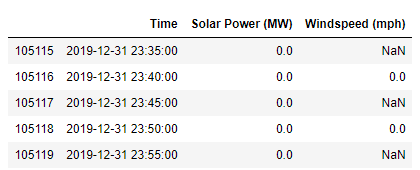 Time Solar Power (MW) Windspeed (mph)
105115 2019-12-31 23:35:00 0.0 NaN
105116 2019-12-31 23:40:00 0.0 0.0
105117 2019-12-31 23:45:00 0.0 NaN
105118 2019-12-31 23:50:00 0.0 0.0
105119 2019-12-31 23:55:00 0.0 NaN